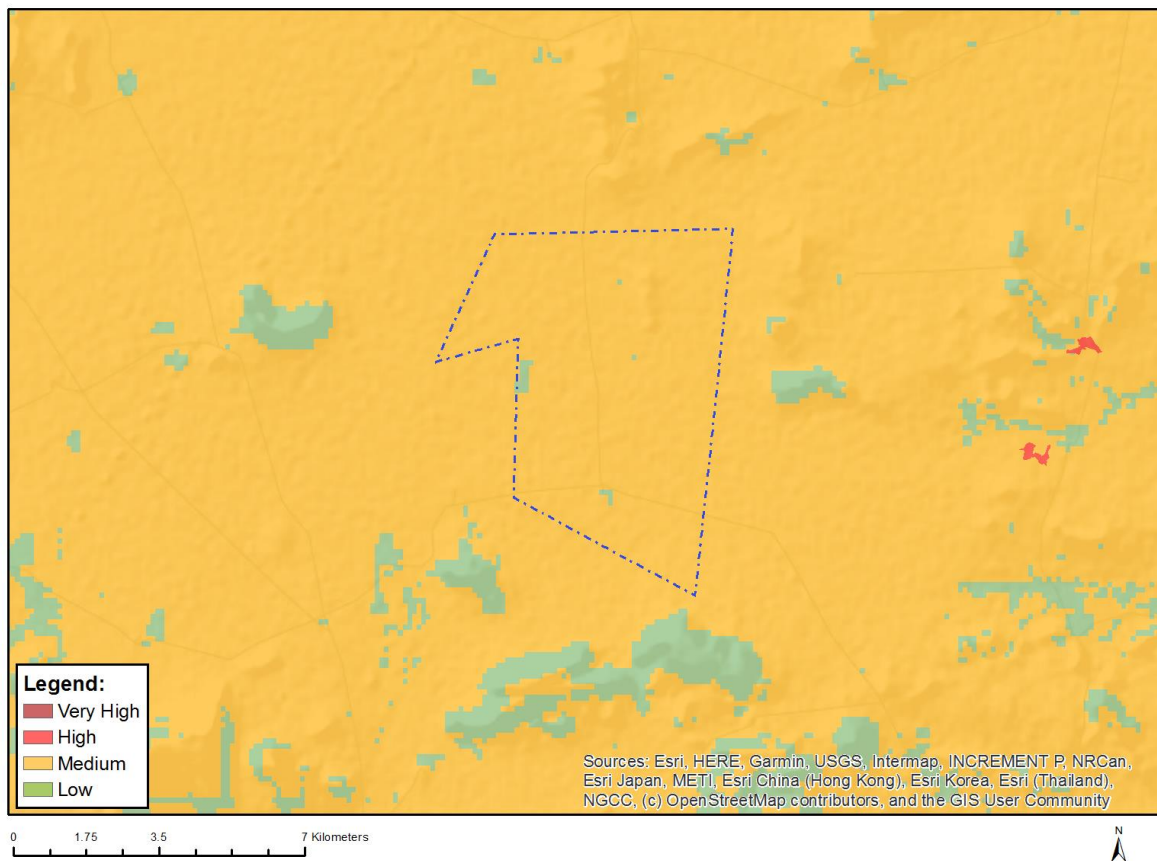 Legend:
Very High
High
Medium
Low
Sources: Esri, HERE, Garmin, USGS, Intermap, INCREMENT P, NRCan,
Esri Japan, METI, Esri China (Hong Kong), Esri Korea, Esri (Thailand),
NGCC, (c) OpenStreetMap contributors, and the GIS User Community
0 1.75 3.5 7 Kilometers
N